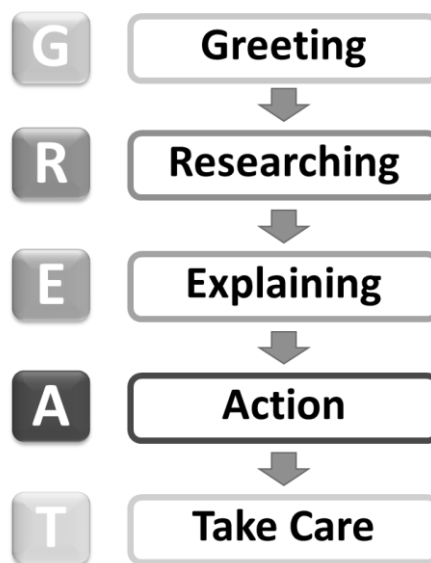 G Greeting
R Researching
E Explaining
A Action
T Take Care